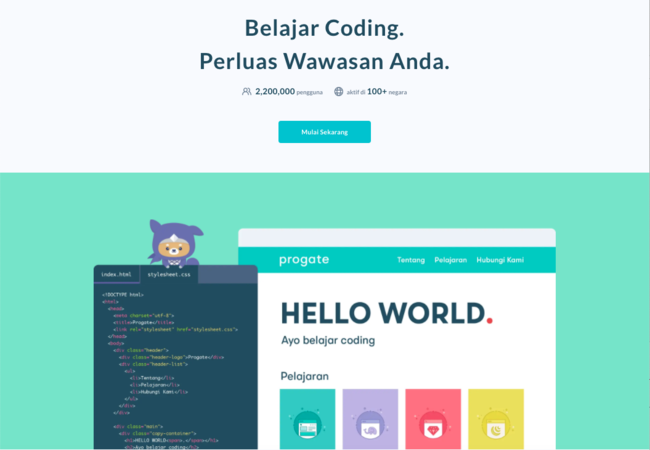 Belajar Coding.
Perluas Wawasan Anda.
2,200,000 pengguna aktif di 100+ negara
Mulai Sekarang
index.html stylesheet.css
<!DOCTYPE html>
<html>
<head>
<meta charset="utf-8">
<title>Progate</title>
<link rel="stylesheet" href="stylesheet.css">
</head>
<body>
<div class="header">
<div class="header-logo">Progate</div>
<div class="header-list">
<ul>
<li>Tentang</li>
<li>Pelajaran</li>
<li>Hubungi Kami</li>
</ul>
</div>
</div>
<div class="main">
<div class="copy-container">
<h1>HELLO WORLD<span>.</span></h1>
<h2>Ayo belajar coding</h2>
progate
Tentang Pelajaran Hubungi Kami
HELLO WORLD.
Ayo belajar coding
Pelajaran